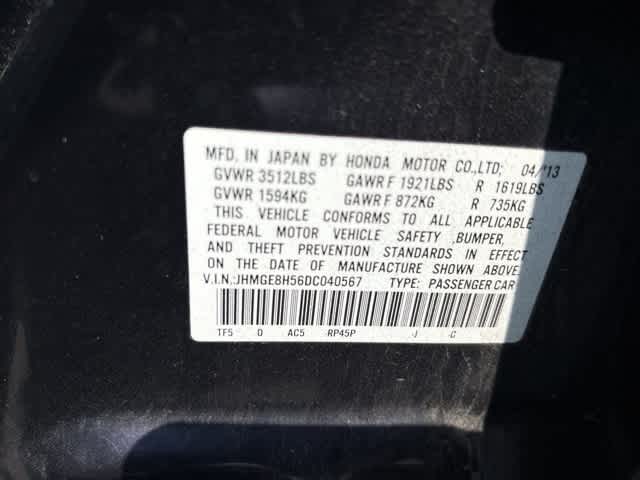 MFD. IN JAPAN BY HONDA MOTOR CO.,LTD; 04/'13
GVWR 3512LBS GAWR F 1921LBS R 1619LBS
GVWR 1594KG GAWR F 872KG R 735KG
THIS VEHICLE CONFORMS TO ALL APPLICABLE
FEDERAL MOTOR VEHICLE SAFETY ,BUMPER,
AND THEFT PREVENTION STANDARDS IN EFFECT
ON THE DATE OF MANUFACTURE SHOWN ABOVE.
V.I.N.:JHMGE8H56DC040567 TYPE: PASSENGER CAR
TF5 0 AC5 RP45P J C